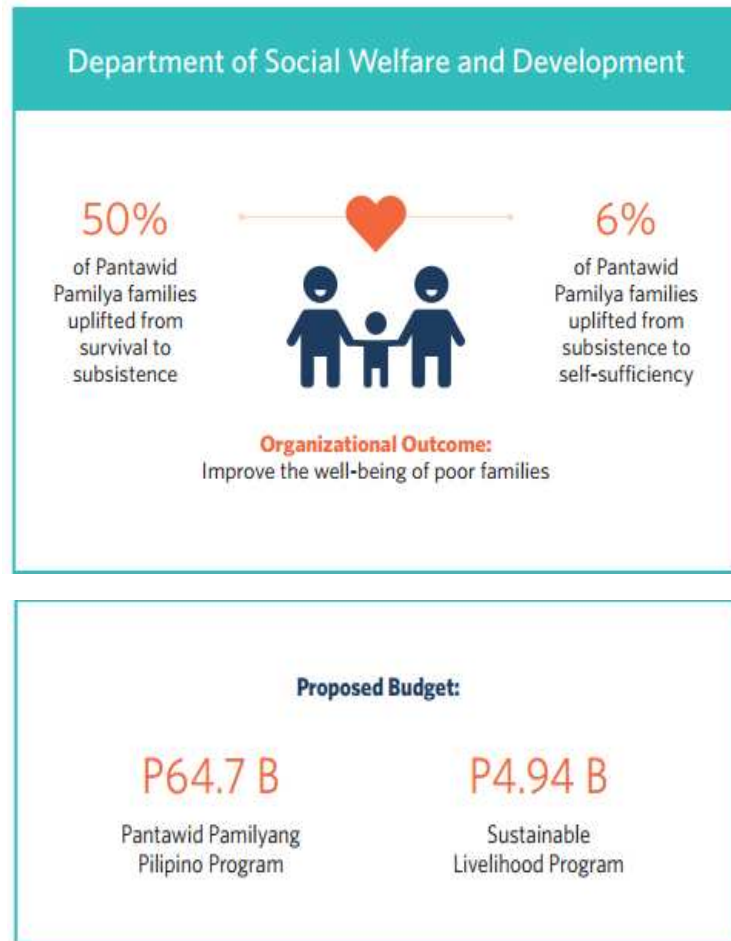 Department of Social Welfare and Development
50%
of Pantawid
Pamilya families
uplifted from
survival to
subsistence
6%
of Pantawid
Pamilya families
uplifted from
subsistence to
self-sufficiency
Organizational Outcome:
Improve the well-being of poor families
Proposed Budget:
P64.7 B
Pantawid Pamilyang
Pilipino Program
P4.94 B
Sustainable
Livelihood Program